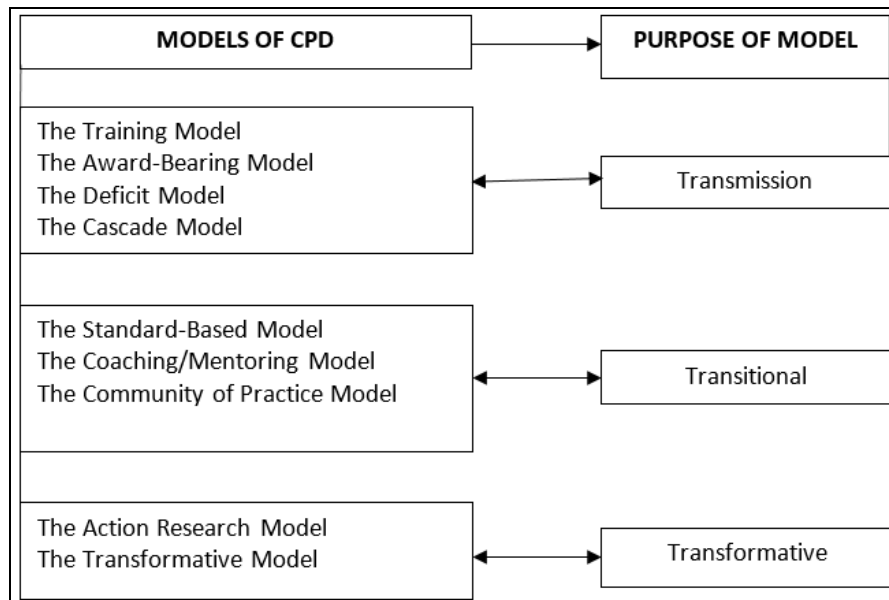 MODELS OF CPD
PURPOSE OF MODEL
The Training Model
The Award-Bearing Model
The Deficit Model
The Cascade Model
Transmission
The Standard-Based Model
The Coaching/Mentoring Model
The Community of Practice Model
Transitional
The Action Research Model
The Transformative Model
Transformative